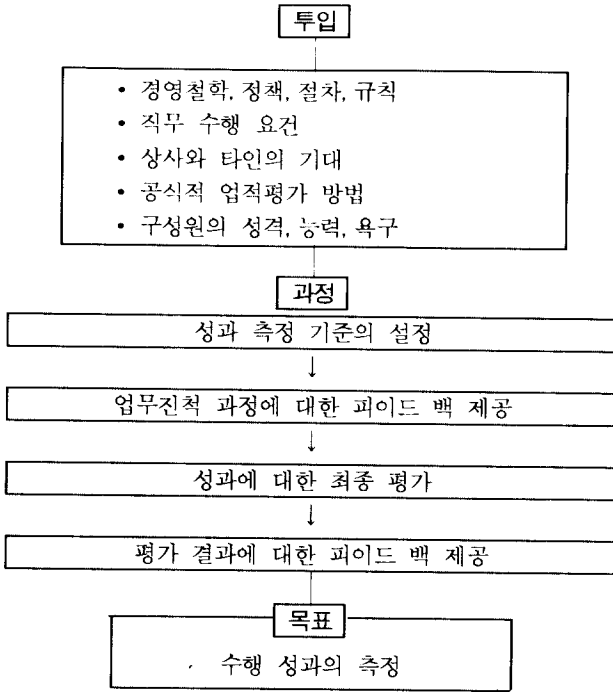 투입
• 경영철학, 정책, 절차, 규칙
• 직무 수행 요건
• 상사와 타인의 기대
• 공식적 업적평가 방법
• 구성원의 성격, 능력, 욕구
과정
성과 측정 기준의 설정
↓
업무진척 과정에 대한 피이드 백 제공
↓
성과에 대한 최종 평가
↓
평가 결과에 대한 피이드 백 제공
목표
수행 성과의 측정